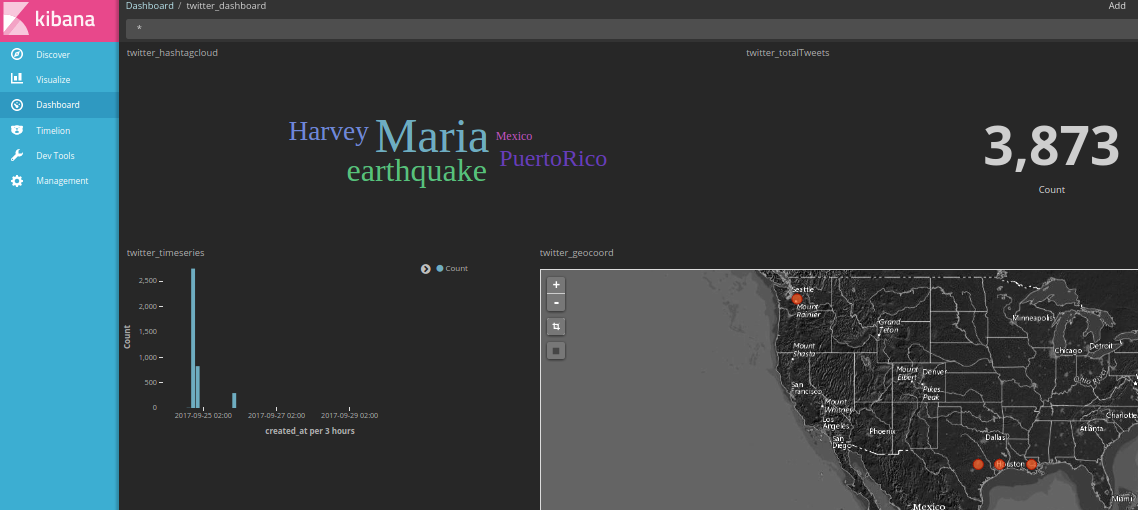 kibana
Dashboard / twitter_dashboard
Add
*
Discover
Visualize
Dashboard
Timelion
Dev Tools
Management
twitter_hashtagcloud
Harvey Maria Mexico
earthquake PuertoRico
twitter_totalTweets
3,873
Count
twitter_timeseries
Count
2,500
2,000
1,500
1,000
500
0
Count
2017-09-25 02:00 2017-09-27 02:00 2017-09-29 02:00
created_at per 3 hours
twitter_geocoord
+
-
Seattle
Mount
Rainier
Grand
Teton
Minneapolis
Mount
Shasta
Chicago
Detroit
Mount
Elbert
Denver
Pikes
Peak
Ohio River
San
Francisco
Mount
Whitney
Los
Angeles
San
Diego
Phoenix
Dallas
Atlanta
Charlotte
Houston
Miami
Mexico